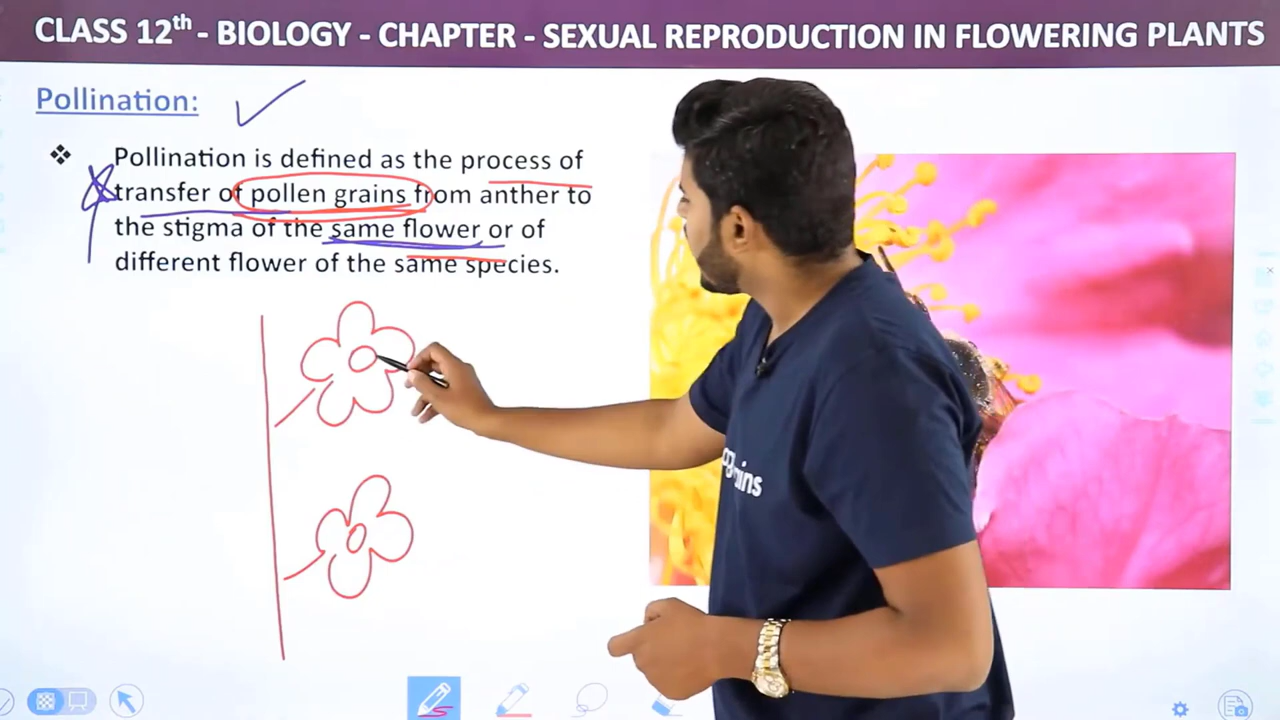 CLASS 12th - BIOLOGY - CHAPTER - SEXUAL REPRODUCTION IN FLOWERING PLANTS
Pollination:
❖ Pollination is defined as the process of
transfer of pollen grains from anther to
the stigma of the same flower or of
different flower of the same species.